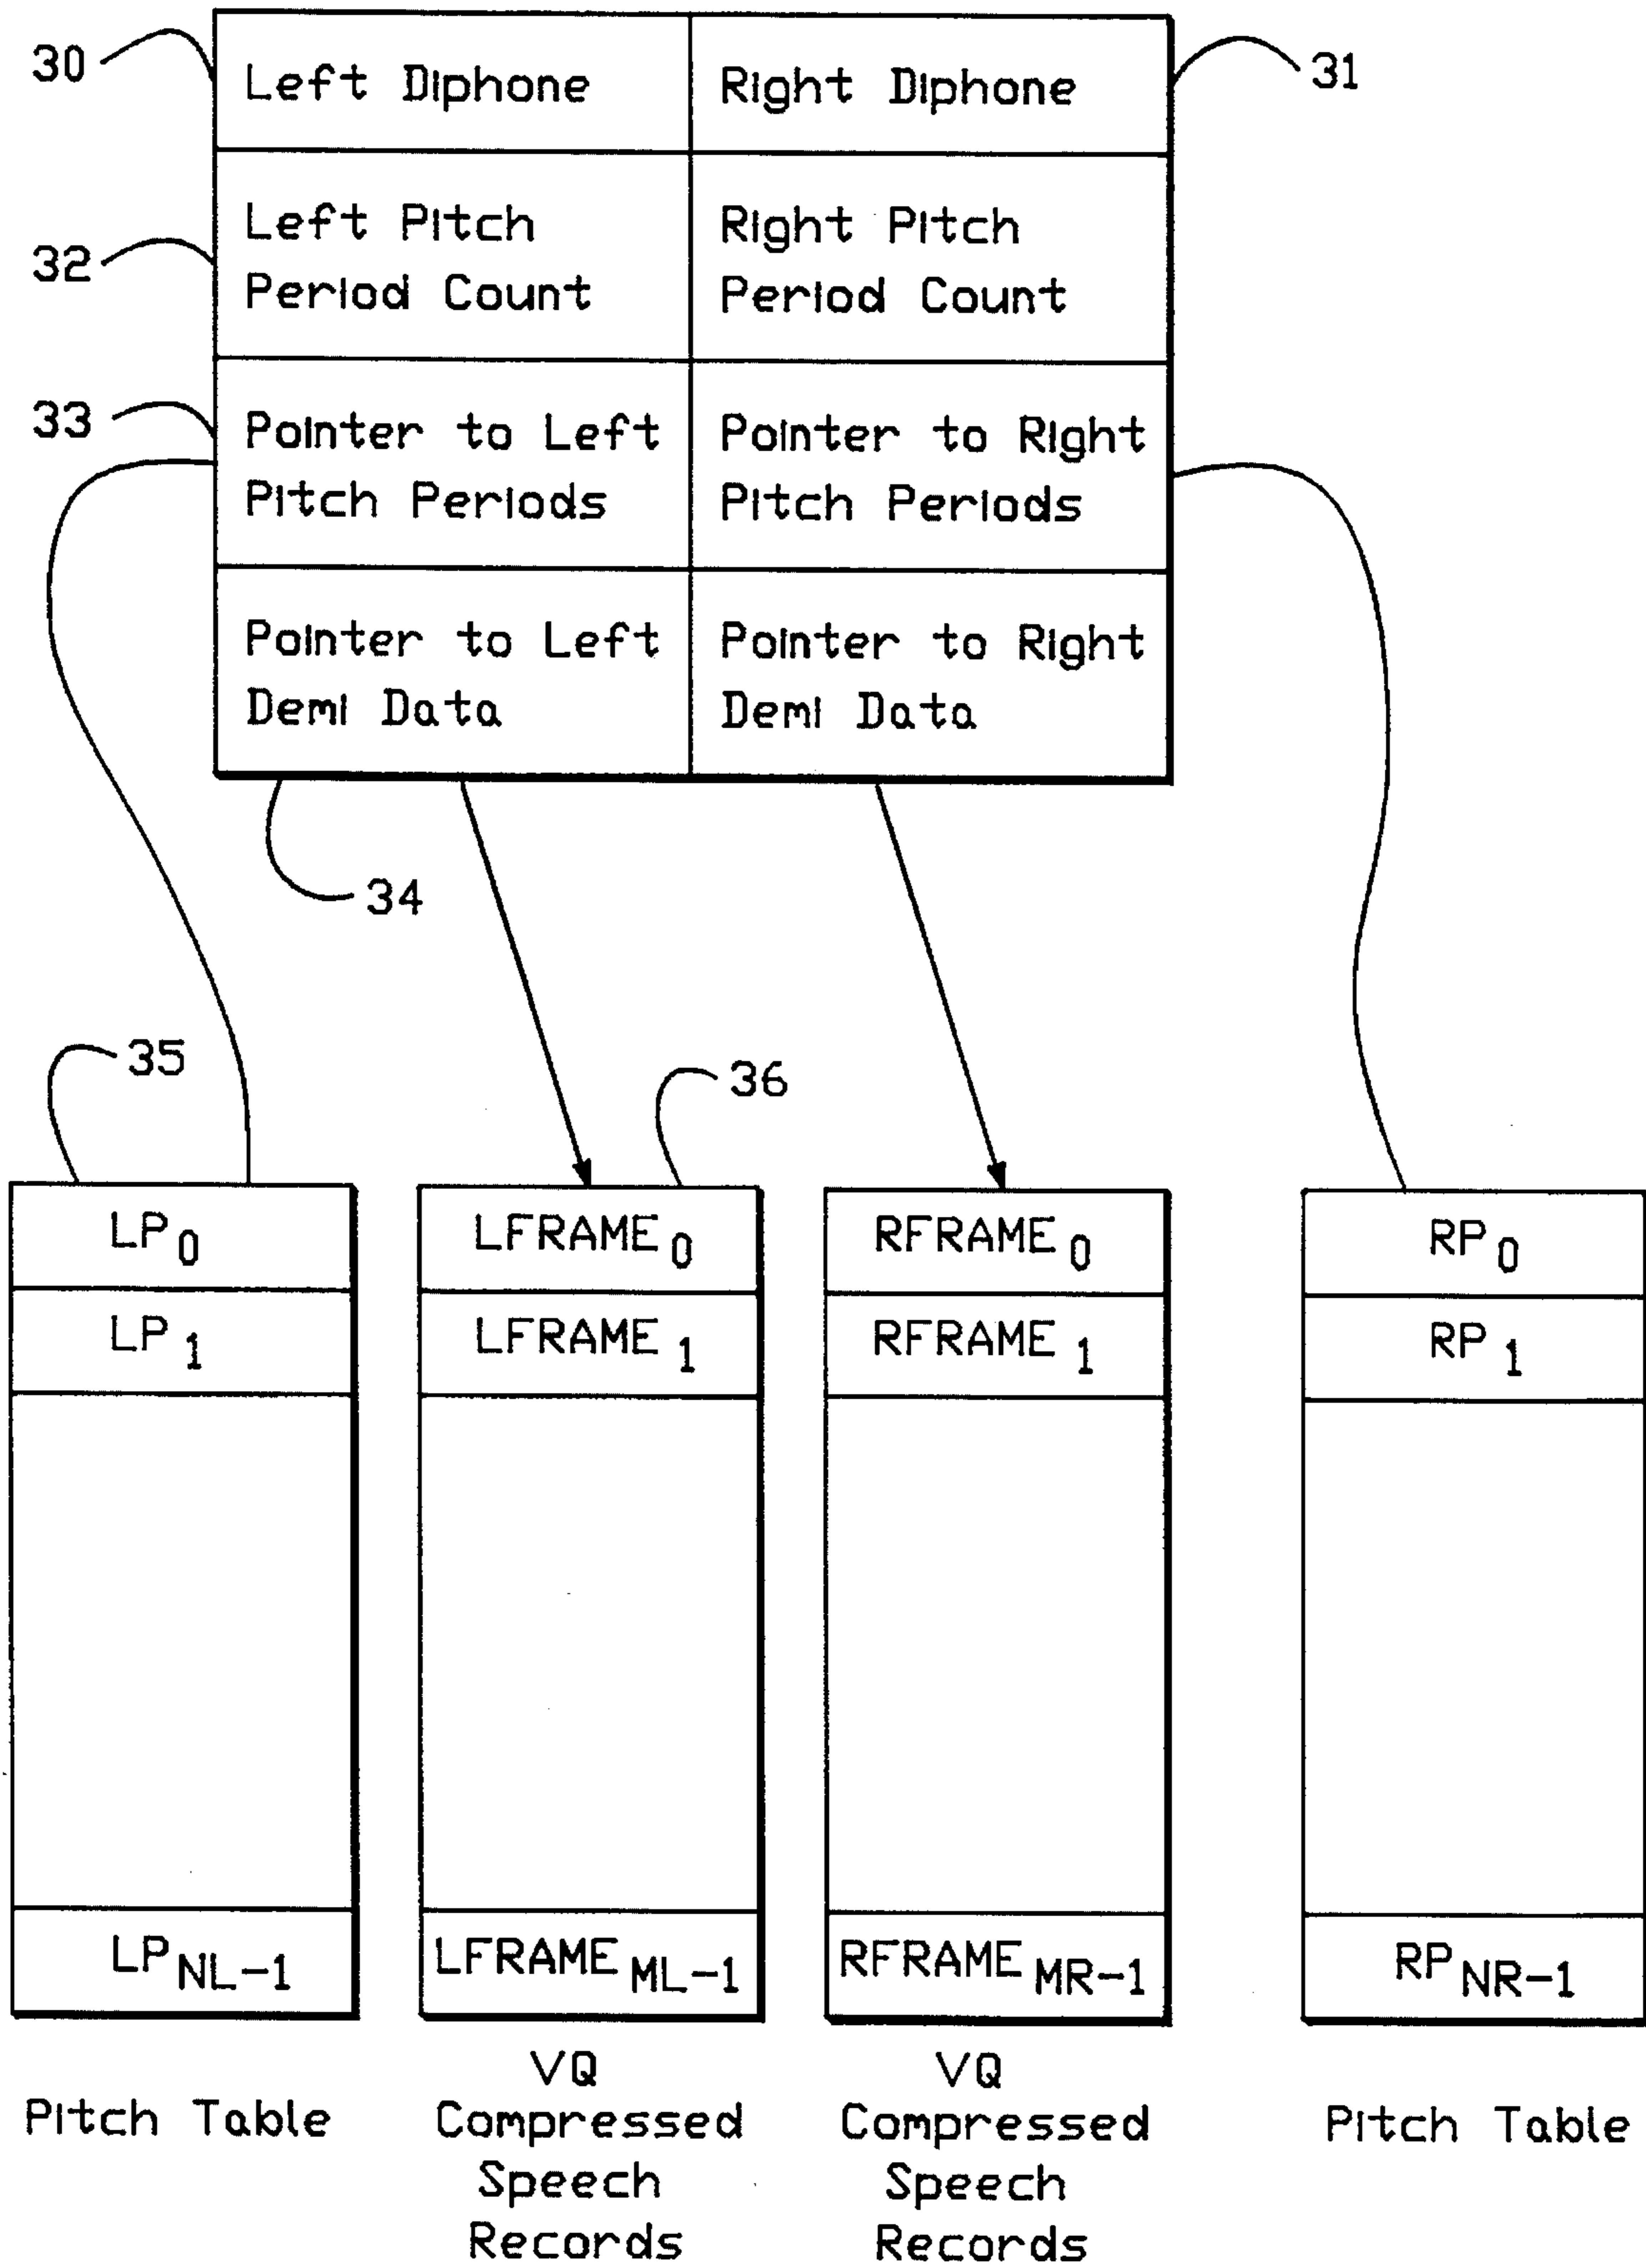 30
Left Diphone
Right Diphone
31
32
Left Pitch
Period Count
Right Pitch
Period Count
33
Pointer to Left
Pitch Periods
Pointer to Right
Pitch Periods
Pointer to Left
Demi Data
Pointer to Right
Demi Data
34
35
36
LP0
LP1
LPNL-1
Pitch Table
LFRAME0
LFRAME1
LFRAMEML-1
VQ
Compressed
Speech
Records
RFRAME0
RFRAME1
RFRAMEMR-1
VQ
Compressed
Speech
Records
RP0
RP1
RPNR-1
Pitch Table